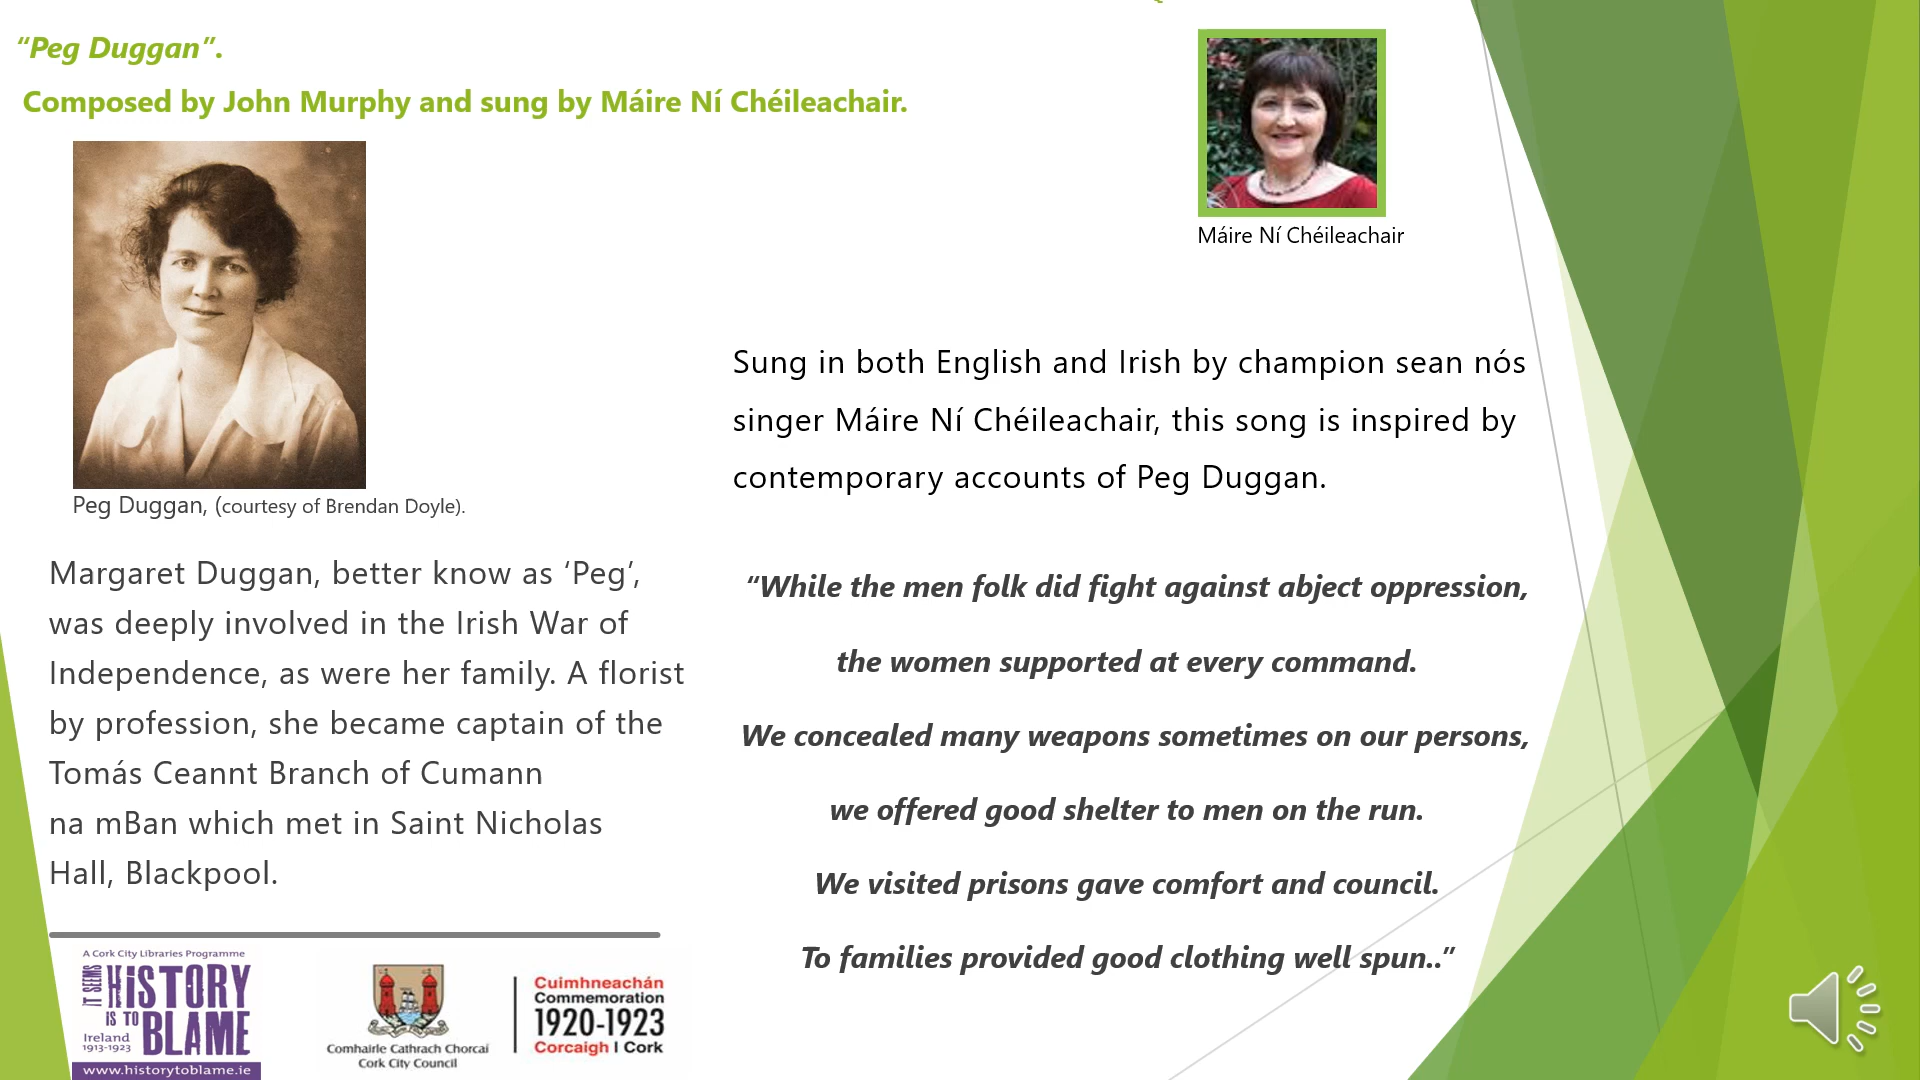 “Peg Duggan”.
Composed by John Murphy and sung by Máire Ní Chéileachair.
Máire Ní Chéileachair
Peg Duggan, (courtesy of Brendan Doyle).
Margaret Duggan, better know as ‘Peg’,
was deeply involved in the Irish War of
Independence, as were her family. A florist
by profession, she became captain of the
Tomás Ceannt Branch of Cumann
na mBan which met in Saint Nicholas
Hall, Blackpool.
Sung in both English and Irish by champion sean nós
singer Máire Ní Chéileachair, this song is inspired by
contemporary accounts of Peg Duggan.
“While the men folk did fight against abject oppression,
the women supported at every command.
We concealed many weapons sometimes on our persons,
we offered good shelter to men on the run.
We visited prisons gave comfort and council.
To families provided good clothing well spun..”
A Cork City Libraries Programme
IT SEEMS
HiSTORY
IS TO
BLAME
Ireland
1913-1923
www.historytoblame.ie
Comhairle Cathrach Chorcaí
Cork City Council
Cuimhneachán
Commemoration
1920-1923
Corcaigh | Cork